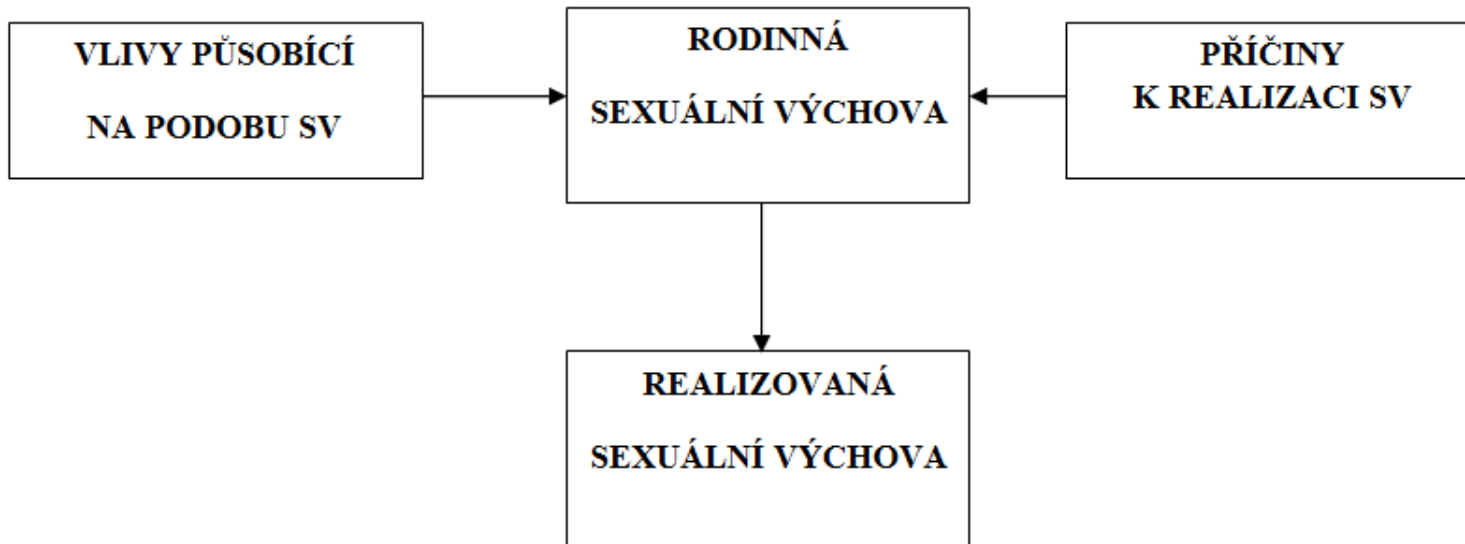 VLIVY PŮSOBÍCÍ
NA PODOBU SV
RODINNÁ
SEXUÁLNÍ VÝCHOVA
PŘÍČINY
K REALIZACI SV
REALIZOVANÁ
SEXUÁLNÍ VÝCHOVA